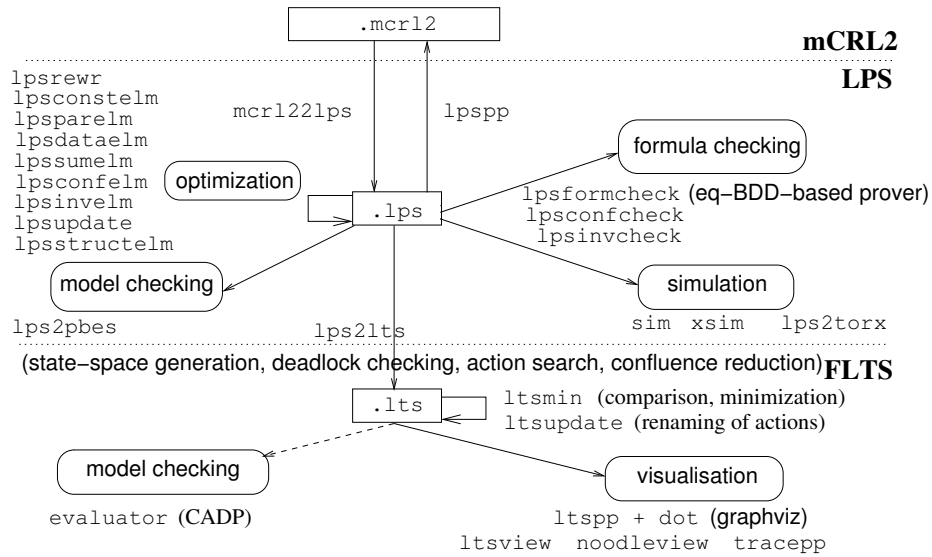 .mcrl2
mCRL2
LPS
lpsrewr
lpsconstelm
lpsparelm
lpsdataelm
lpssumelm
lpsconfelm
lpsinvelm
lpsupdate
lpsstructelm
mcrl22lps
lpspp
optimization
.lps
formula checking
lpsformcheck (eq−BDD−based prover)
lpsconfcheck
lpsinvcheck
model checking
lps2pbes
lps2lts
simulation
sim xsim lps2torx
(state−space generation, deadlock checking, action search, confluence reduction)
FLTS
.lts
ltsmin (comparison, minimization)
ltsupdate (renaming of actions)
model checking
evaluator (CADP)
visualisation
ltspp + dot (graphviz)
ltsview noodleview tracepp